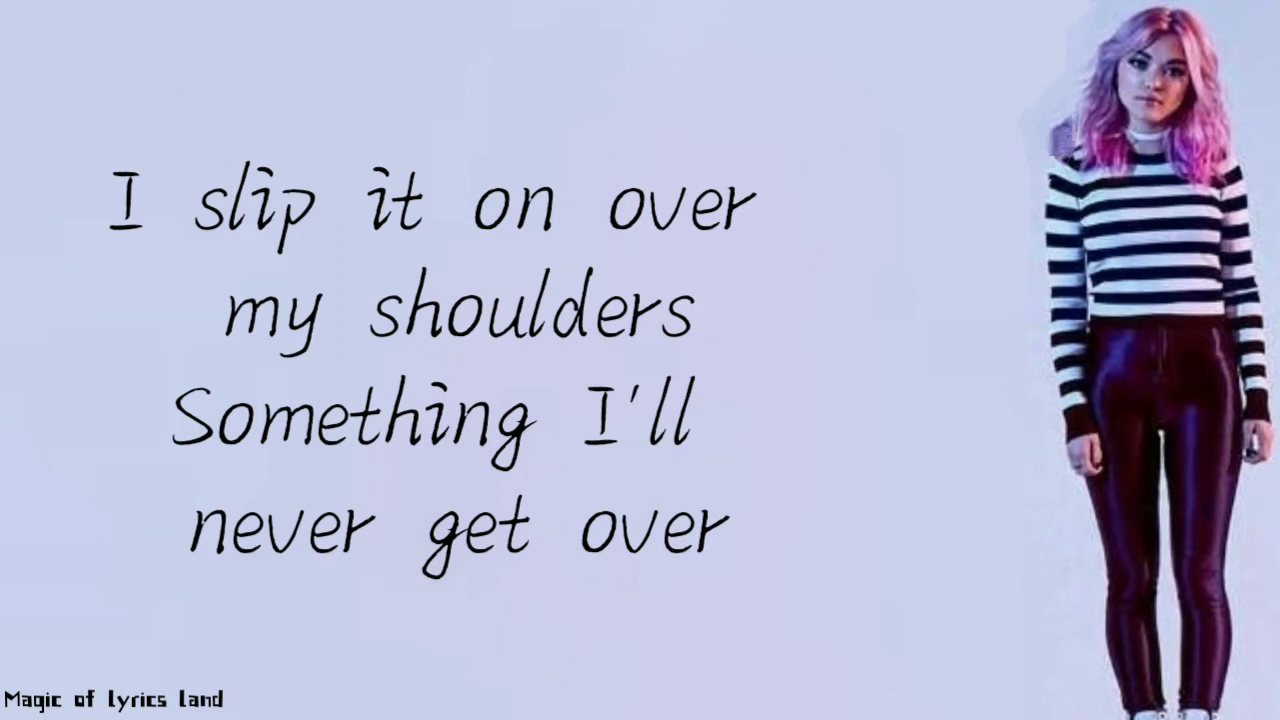 I slip it on over
my shoulders
Something I'll
never get over
Magic of lyrics land